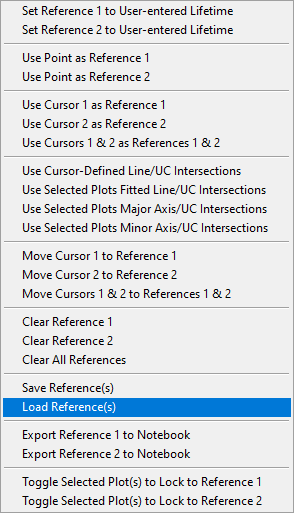 Set Reference 1 to User-entered Lifetime
Set Reference 2 to User-entered Lifetime
Use Point as Reference 1
Use Point as Reference 2
Use Cursor 1 as Reference 1
Use Cursor 2 as Reference 2
Use Cursors 1 & 2 as References 1 & 2
Use Cursor-Defined Line/UC Intersections
Use Selected Plots Fitted Line/UC Intersections
Use Selected Plots Major Axis/UC Intersections
Use Selected Plots Minor Axis/UC Intersections
Move Cursor 1 to Reference 1
Move Cursor 2 to Reference 2
Move Cursors 1 & 2 to References 1 & 2
Clear Reference 1
Clear Reference 2
Clear All References
Save Reference(s)
Load Reference(s)
Export Reference 1 to Notebook
Export Reference 2 to Notebook
Toggle Selected Plot(s) to Lock to Reference 1
Toggle Selected Plot(s) to Lock to Reference 2